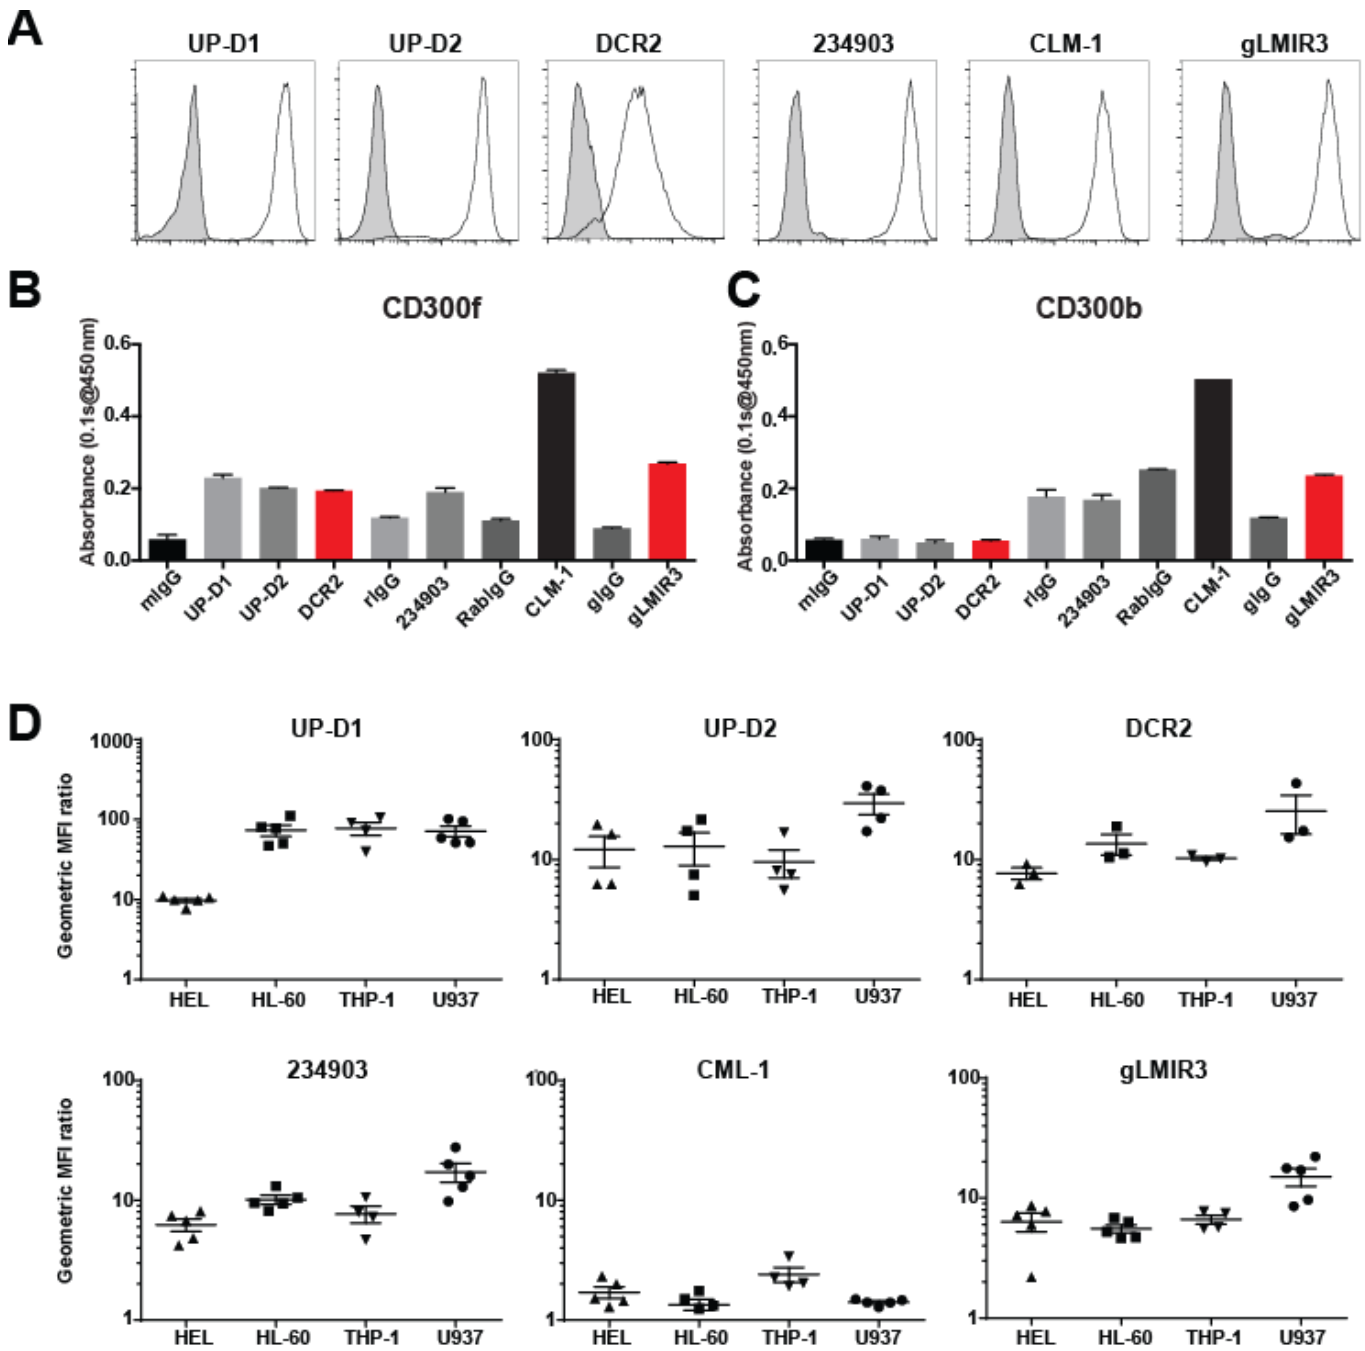 A
UP-D1 UP-D2 DCR2 234903 CLM-1 gLMIR3
B
CD300f
Absorbance (0.1s@450nm)
0.6
0.4
0.2
0.0
mIgG UP-D1 UP-D2 DCR2 rIgG 234903 RabIgG CLM-1 gIgG gLMIR3
C
CD300b
Absorbance (0.1s@450nm)
0.6
0.4
0.2
0.0
mIgG UP-D1 UP-D2 DCR2 rIgG 234903 RabIgG CLM-1 gIgG gLMIR3
D
UP-D1
Geometric MFI ratio
1000
100
10
1
HEL HL-60 THP-1 U937
UP-D2
100
10
1
HEL HL-60 THP-1 U937
DCR2
100
10
1
HEL HL-60 THP-1 U937
234903
Geometric MFI ratio
100
10
1
HEL HL-60 THP-1 U937
CML-1
100
10
1
HEL HL-60 THP-1 U937
gLMIR3
100
10
1
HEL HL-60 THP-1 U937